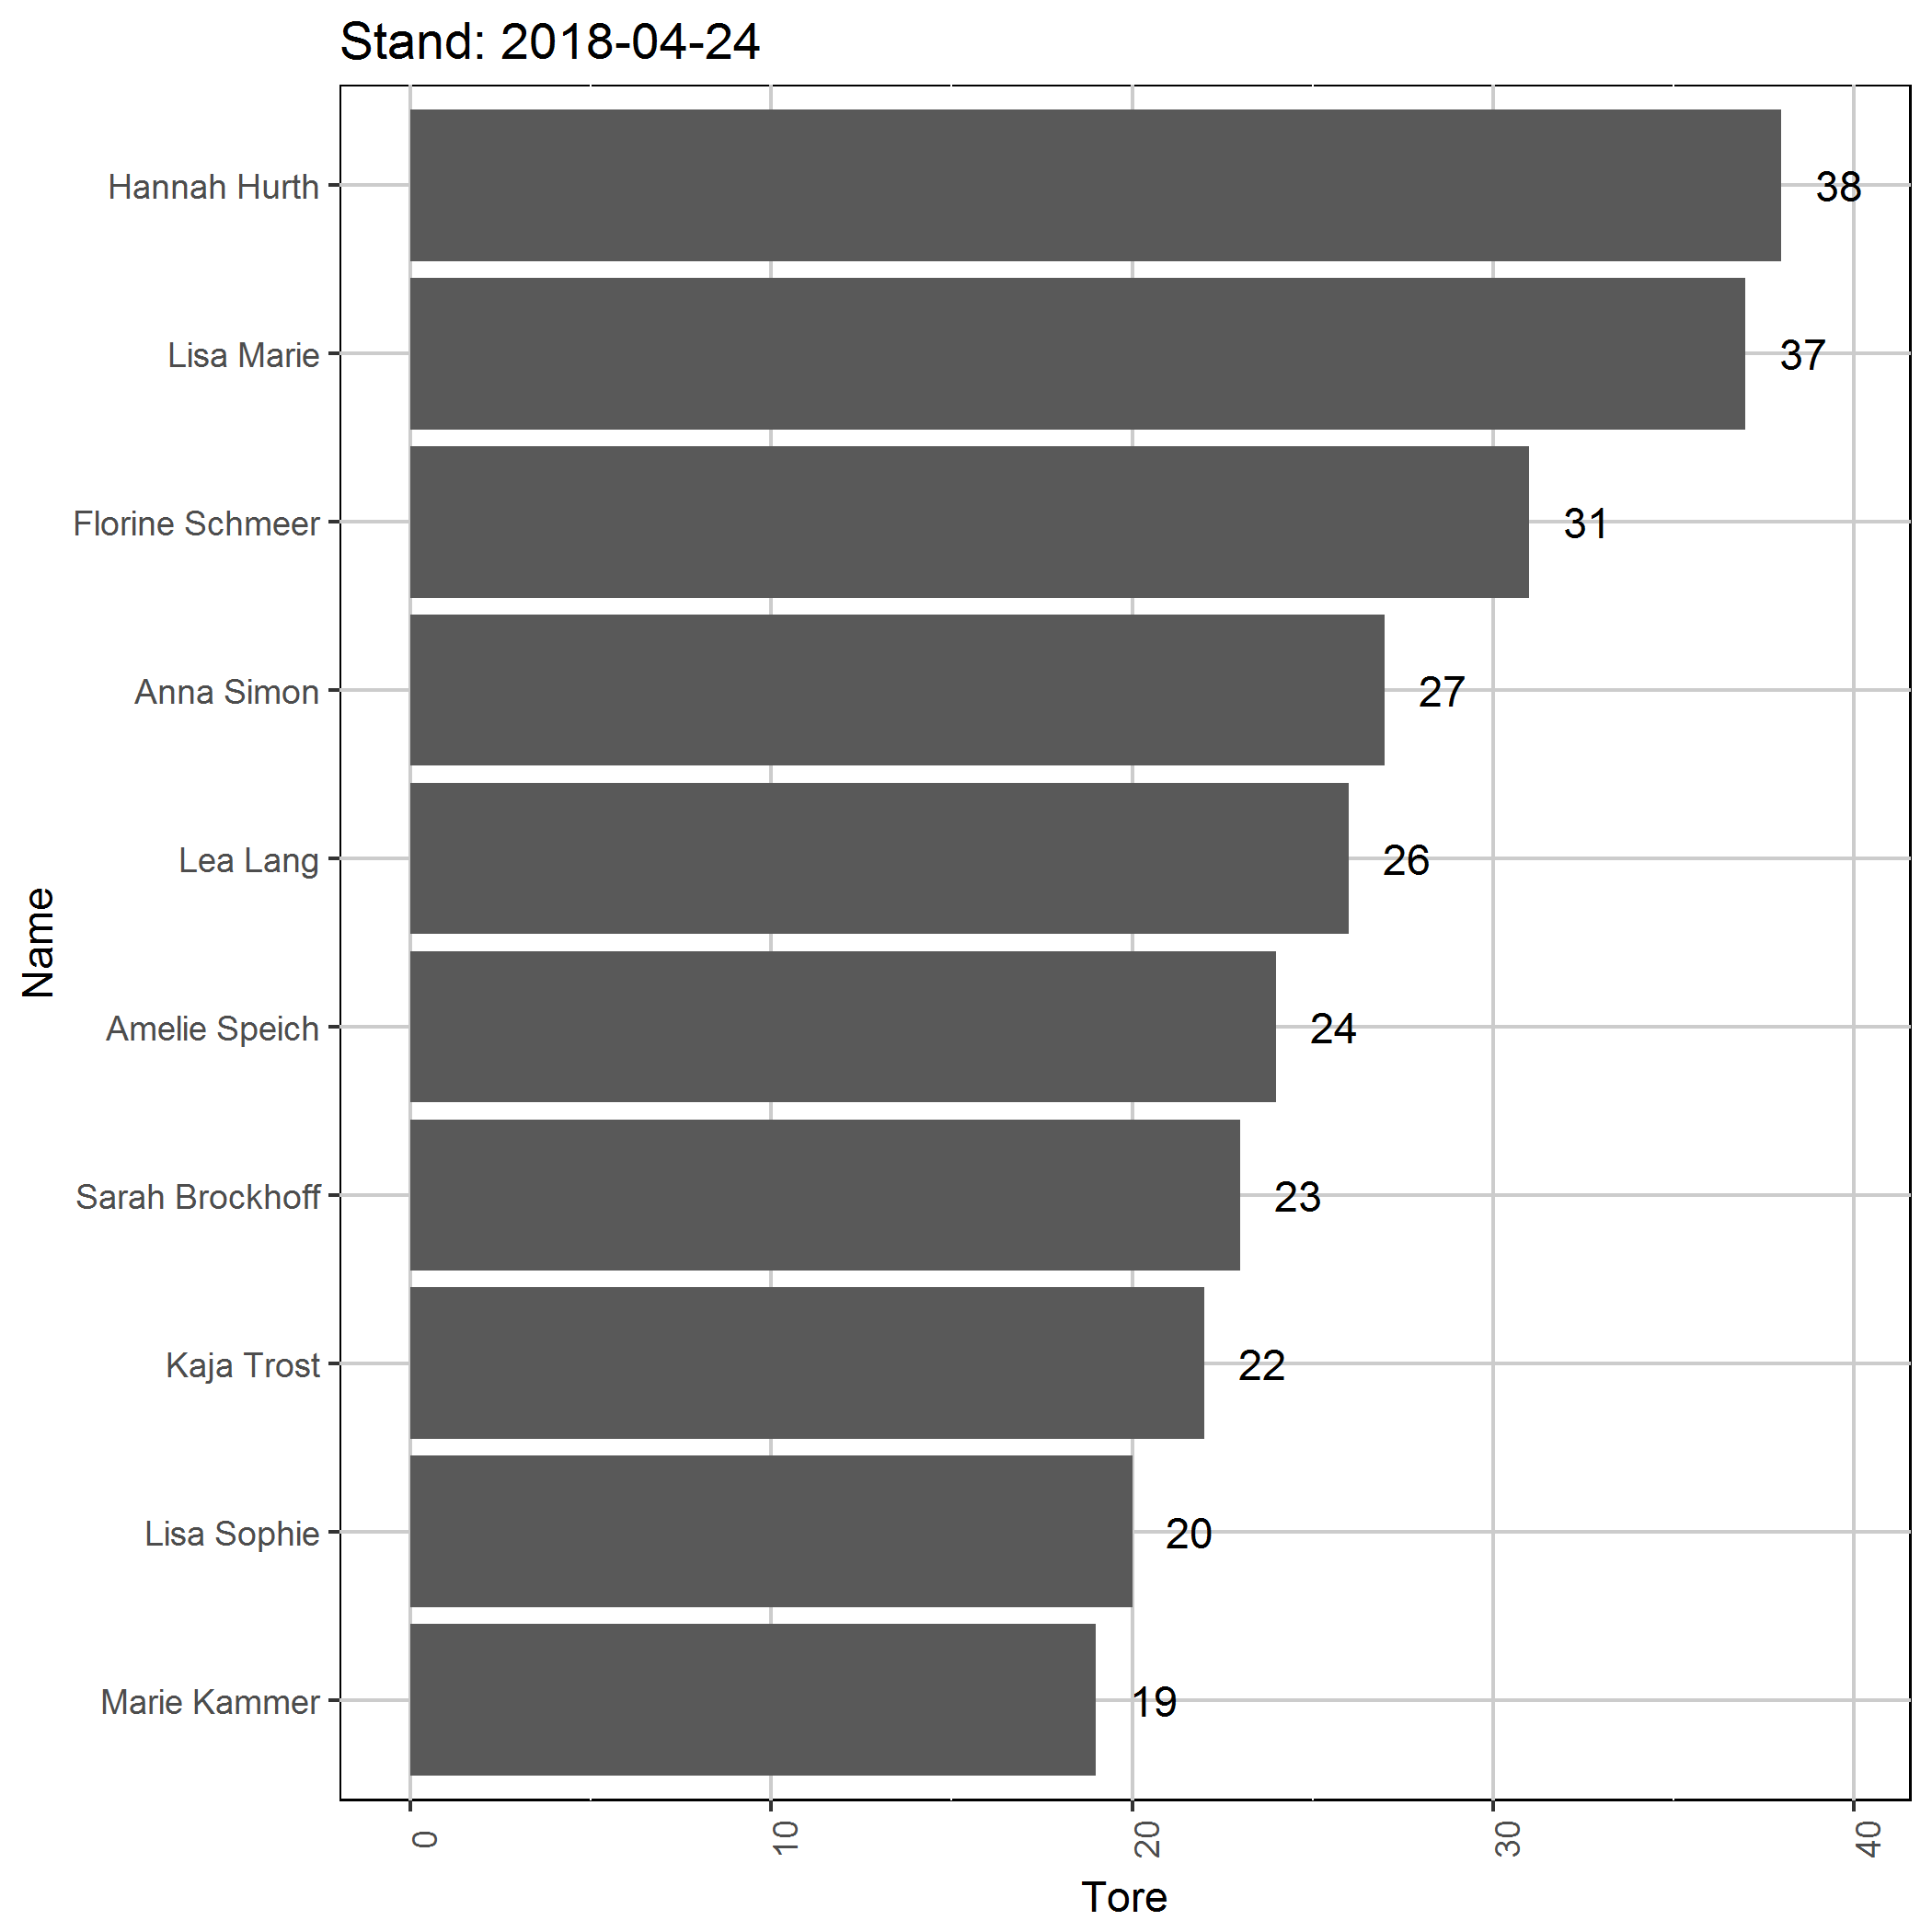 Stand: 2018-04-24
Name
Hannah Hurth 38
Lisa Marie 37
Florine Schmeer 31
Anna Simon 27
Lea Lang 26
Amelie Speich 24
Sarah Brockhoff 23
Kaja Trost 22
Lisa Sophie 20
Marie Kammer 19
0 10 20 30 40
Tore